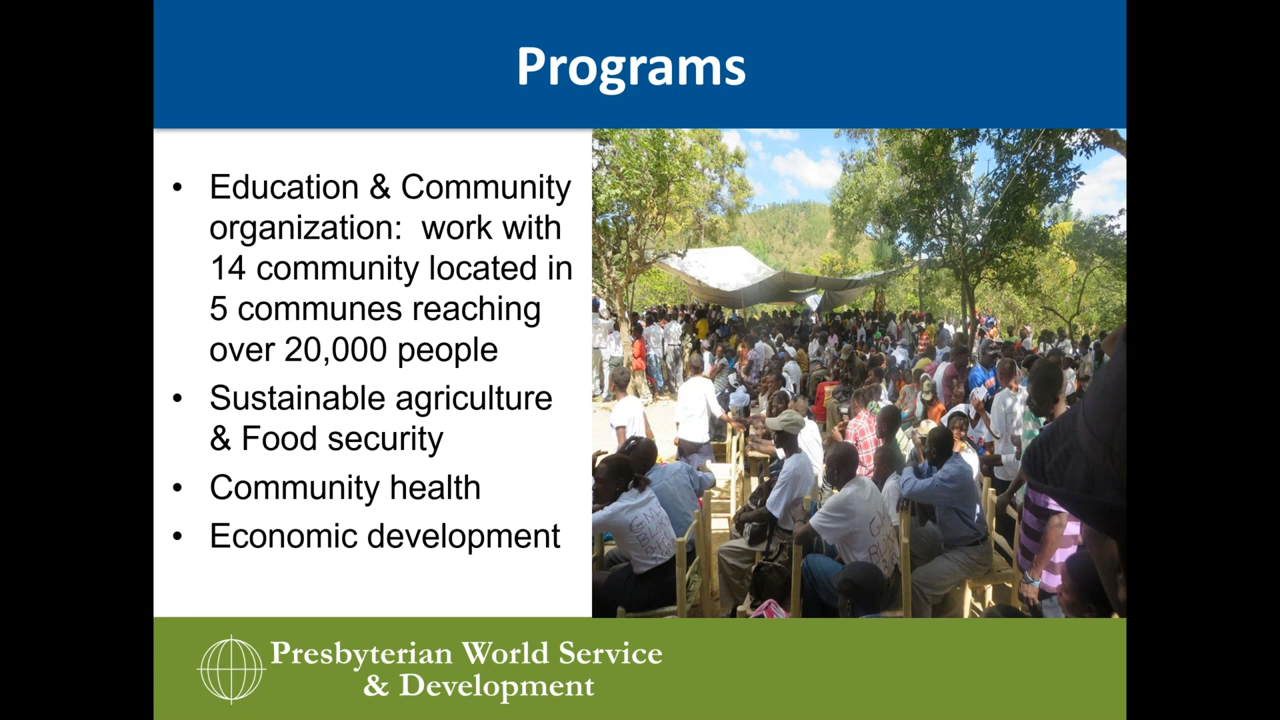 Programs
• Education & Community
organization:  work with
14 community located in
5 communes reaching
over 20,000 people
• Sustainable agriculture
& Food security
• Community health
• Economic development
Presbyterian World Service
& Development